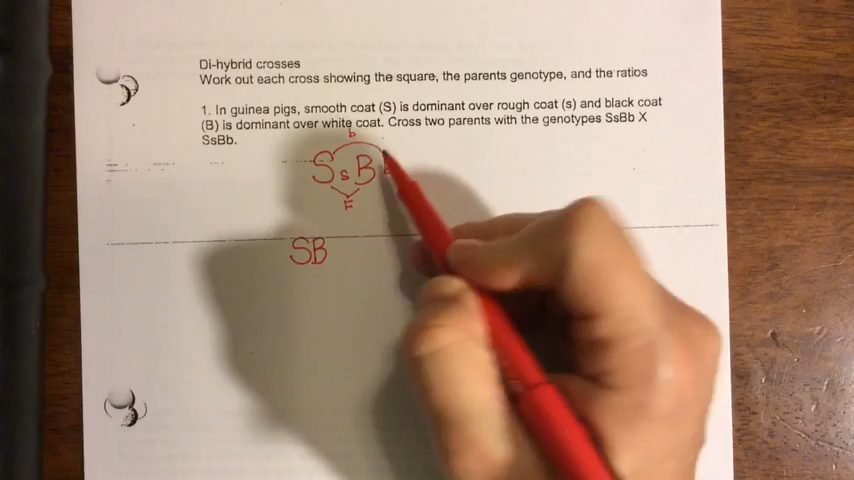 Di-hybrid crosses
Work out each cross showing the square, the parents genotype, and the ratios
1. In guinea pigs, smooth coat (S) is dominant over rough coat (s) and black coat
(B) is dominant over white coat. Cross two parents with the genotypes SsBb X
SsBb.
b
SsB
F
SB